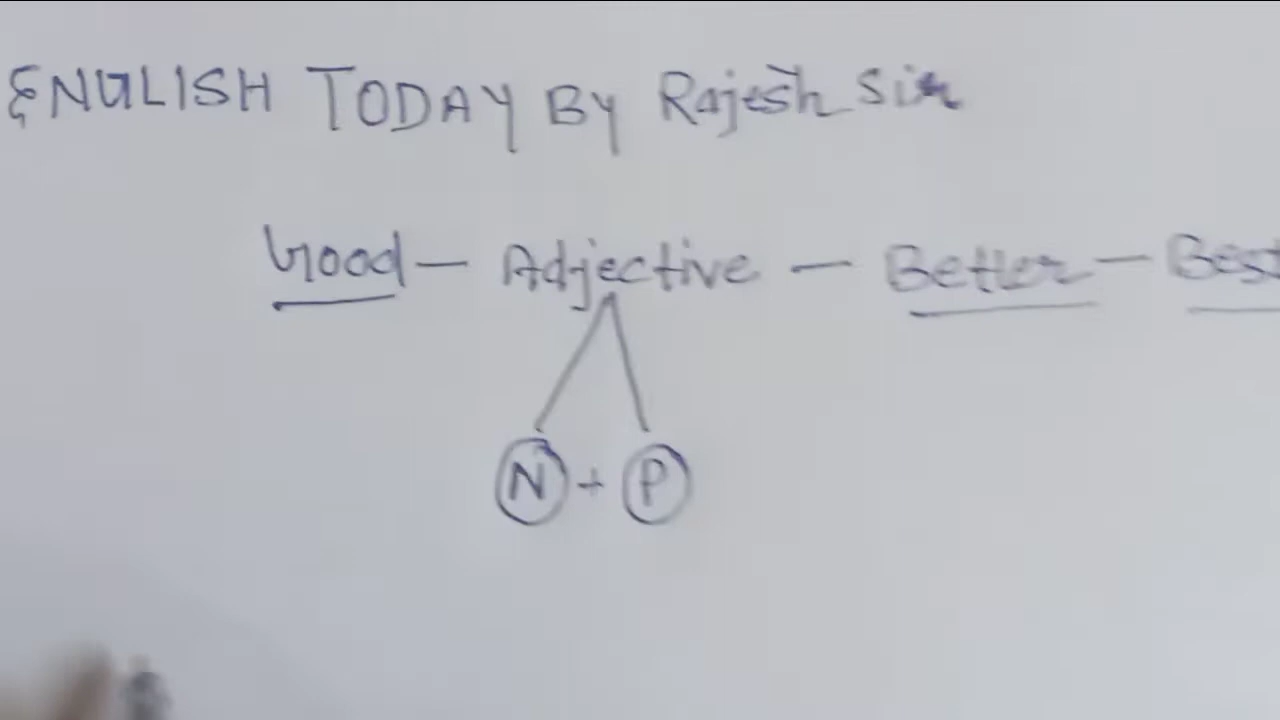 ENGLISH TODAY BY Rajesh Sir
Good - Adjective - Better - Best
N + P